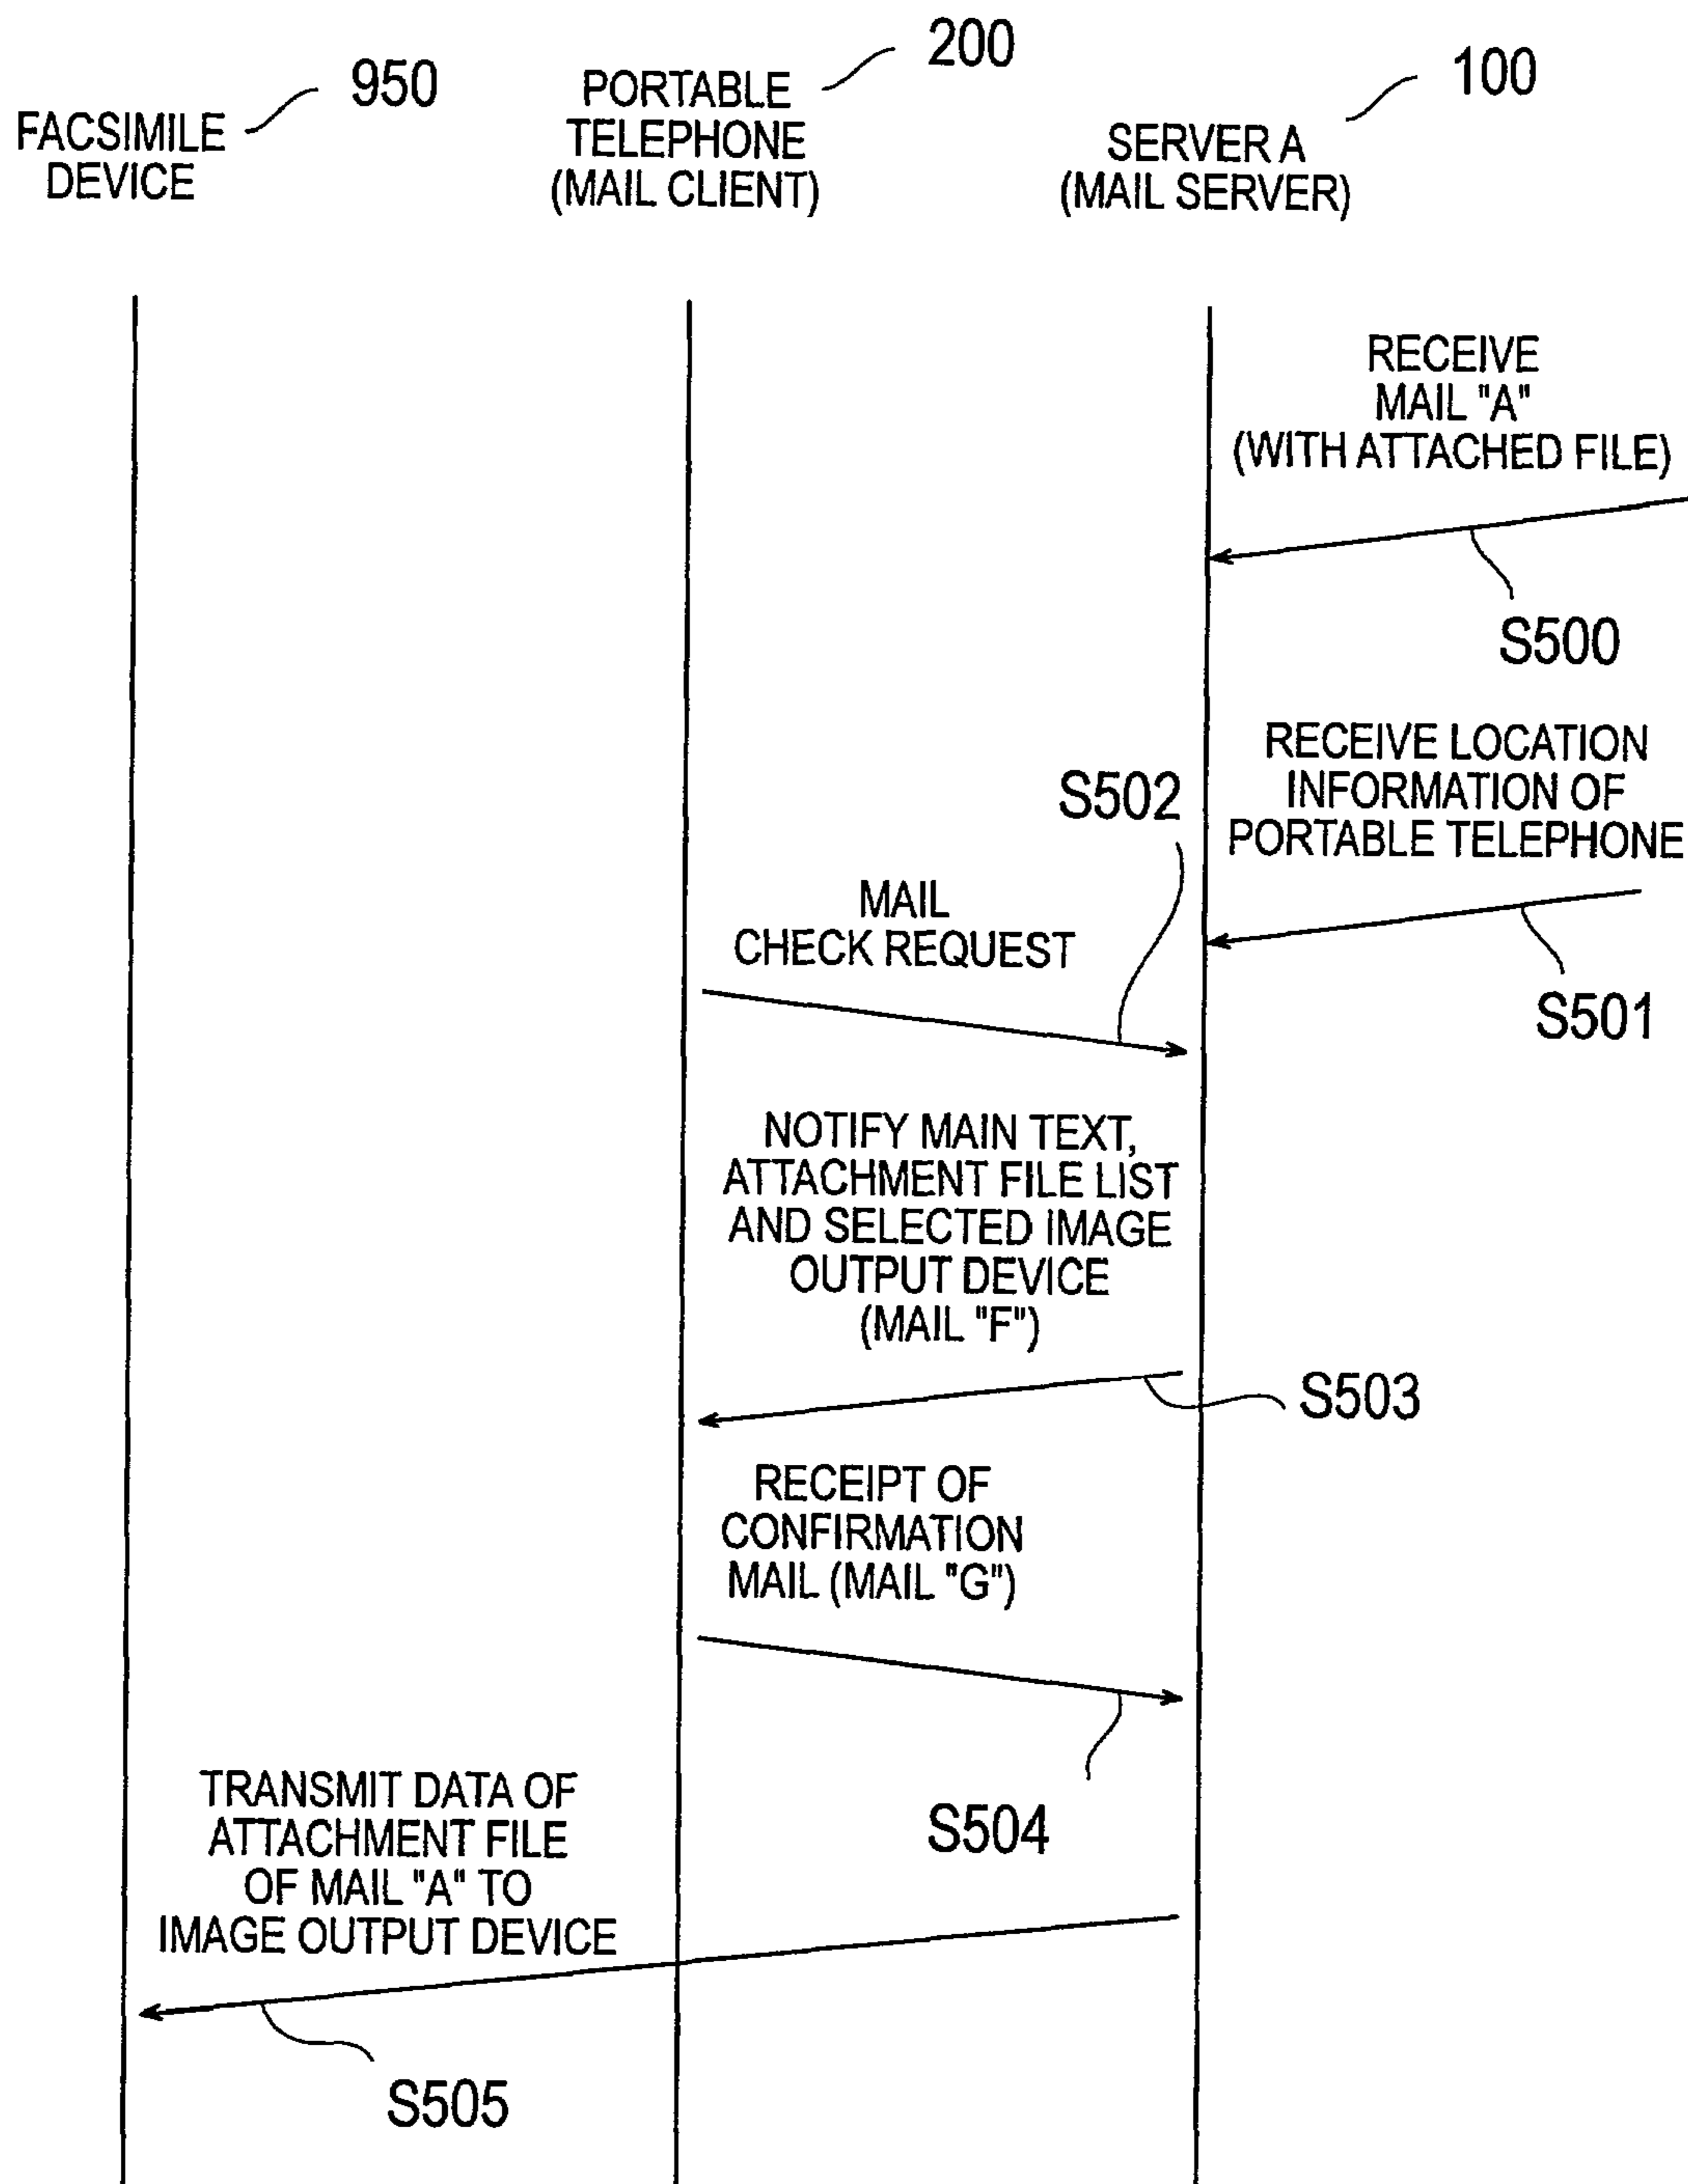 950
FACSIMILE
DEVICE
200
PORTABLE
TELEPHONE
(MAIL CLIENT)
100
SERVER A
(MAIL SERVER)
RECEIVE
MAIL "A"
(WITH ATTACHED FILE)
S500
RECEIVE LOCATION
INFORMATION OF
PORTABLE TELEPHONE
S501
S502
MAIL
CHECK REQUEST
NOTIFY MAIN TEXT,
ATTACHMENT FILE LIST
AND SELECTED IMAGE
OUTPUT DEVICE
(MAIL "F")
S503
RECEIPT OF
CONFIRMATION
MAIL (MAIL "G")
S504
TRANSMIT DATA OF
ATTACHMENT FILE
OF MAIL "A" TO
IMAGE OUTPUT DEVICE
S505